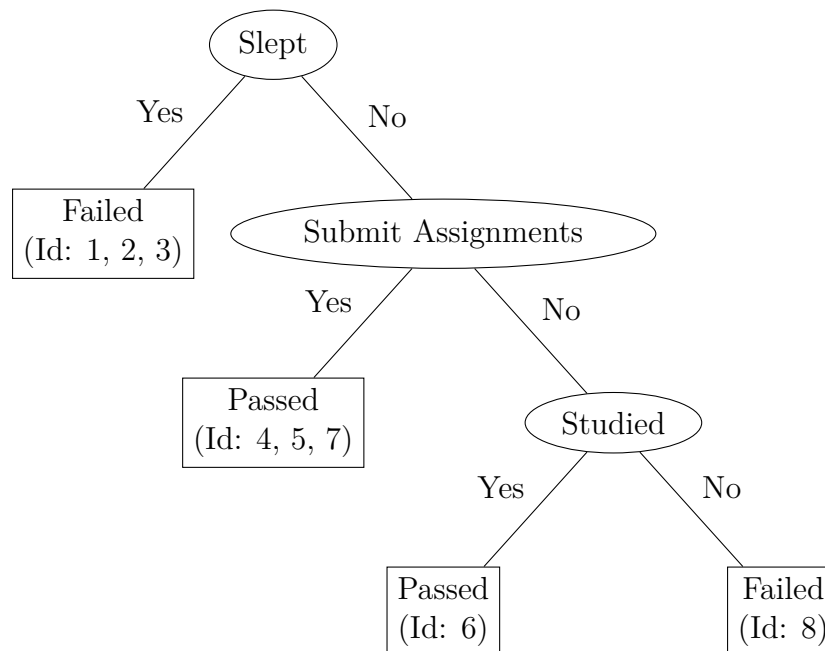 Slept
Yes
No
Failed
(Id: 1, 2, 3)
Submit Assignments
Yes
No
Passed
(Id: 4, 5, 7)
Studied
Yes
No
Passed
(Id: 6)
Failed
(Id: 8)